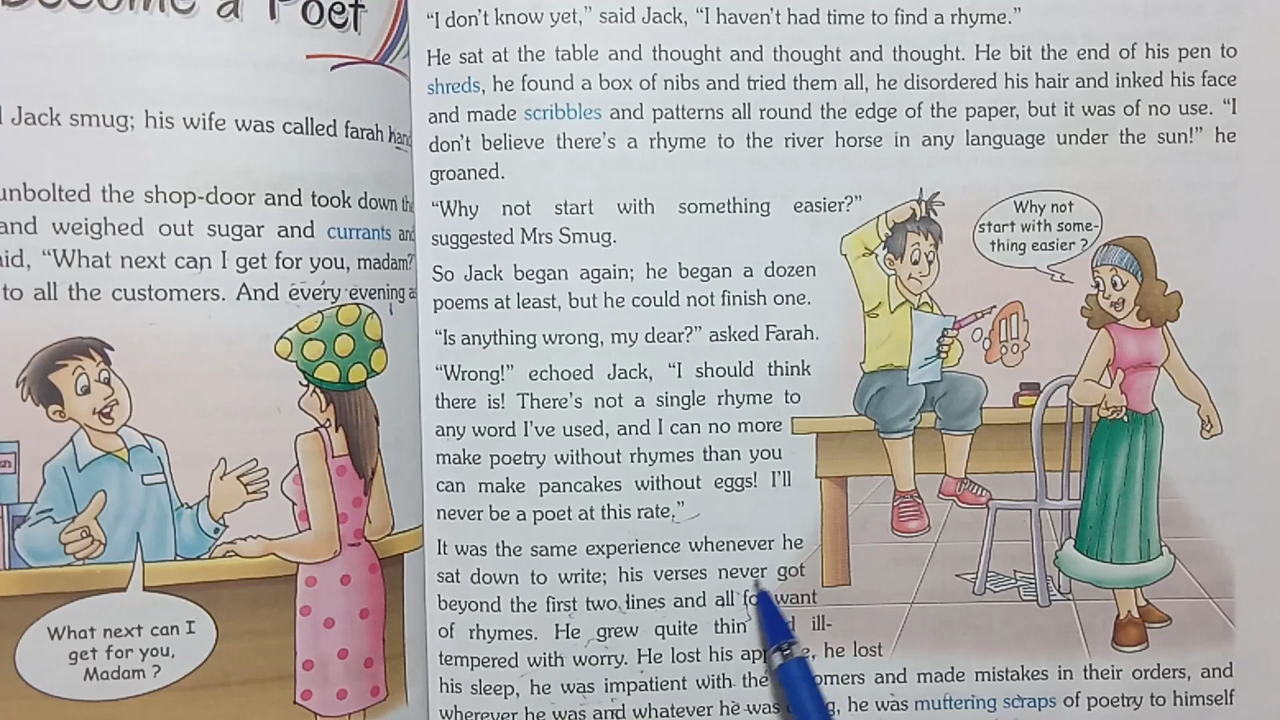 become a Poet
Jack smug; his wife was called farah
unbolted the shop-door and took down the
and weighed out sugar and currants and
"What next can I get for you, madam?"
to all the customers. And every evening
What next can I
get for you,
Madam ?
"I don't know yet," said Jack, "I haven't had time to find a rhyme."
He sat at the table and thought and thought and thought. He bit the end of his pen to
shreds, he found a box of nibs and tried them all, he disordered his hair and inked his face
and made scribbles and patterns all round the edge of the paper, but it was of no use. "I
don't believe there's a rhyme to the river horse in any language under the sun!" he
groaned.
"Why not start with something easier?"
suggested Mrs Smug.
So Jack began again; he began a dozen
poems at least, but he could not finish one.
"Is anything wrong, my dear?" asked Farah.
"Wrong!" echoed Jack, "I should think
there is! There's not a single rhyme to
any word I've used, and I can no more
make poetry without rhymes than you
can make pancakes without eggs! I'll
never be a poet at this rate."
Why not
start with some-
thing easier ?
It was the same experience whenever he
sat down to write; his verses never got
beyond the first two lines and all want
of rhymes. He grew quite thin ill-
tempered with worry. He lost his he lost
his sleep, he was impatient with the and made mistakes in their orders, and
wherever he was and whatever he was he was muttering scraps of poetry to himself